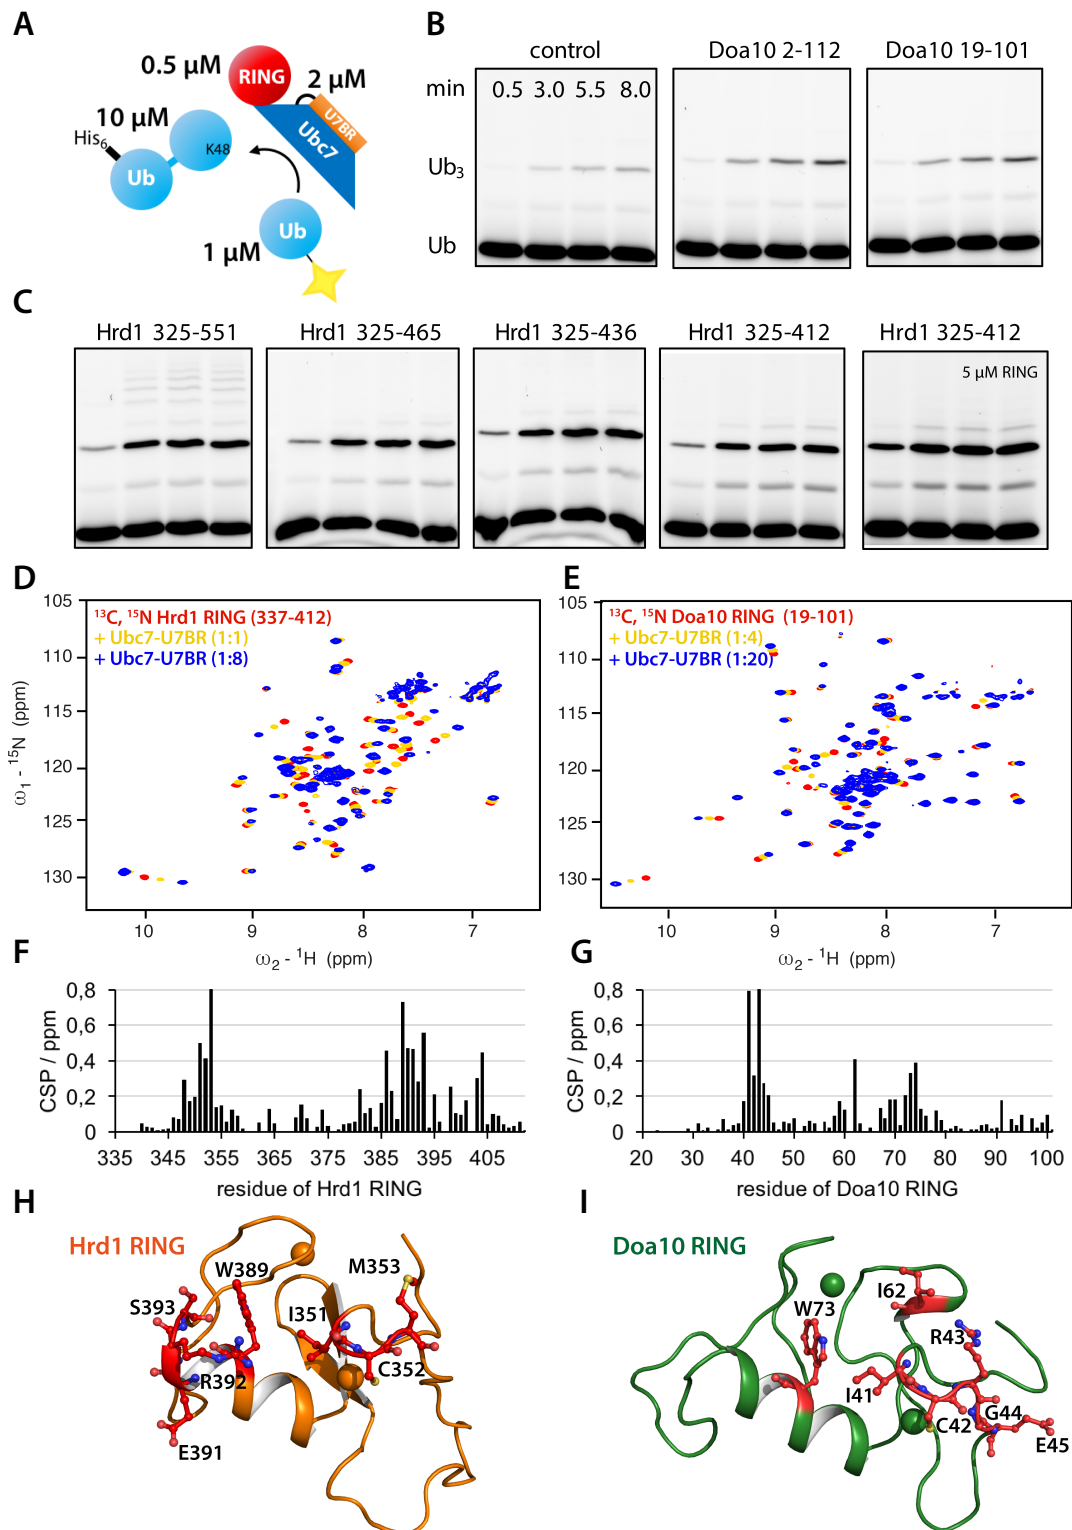 A
0.5 μM
RING
2 μM
U7BR
Ubc7
10 μM
His6
K48
Ub
Ub
1 μM
B
control
Doa10 2-112
Doa10 19-101
min
0.5 3.0 5.5 8.0
Ub3
Ub
C
Hrd1 325-551
Hrd1 325-465
Hrd1 325-436
Hrd1 325-412
Hrd1 325-412
5 μM RING
D
13C, 15N Hrd1 RING (337-412)
+ Ubc7-U7BR (1:1)
+ Ubc7-U7BR (1:8)
105
110
115
120
125
130
ω1 - 15N (ppm)
10 9 8 7
ω2 - 1H (ppm)
E
13C, 15N Doa10 RING (19-101)
+ Ubc7-U7BR (1:4)
+ Ubc7-U7BR (1:20)
105
110
115
120
125
130
10 9 8 7
ω2 - 1H (ppm)
F
CSP / ppm
0,8
0,6
0,4
0,2
0
335 345 355 365 375 385 395 405
residue of Hrd1 RING
G
CSP / ppm
0,8
0,6
0,4
0,2
0
20 30 40 50 60 70 80 90 100
residue of Doa10 RING
H
Hrd1 RING
W389
M353
S393
I351
R392
C352
E391
I
Doa10 RING
I62
W73
R43
I41
C42
G44
E45